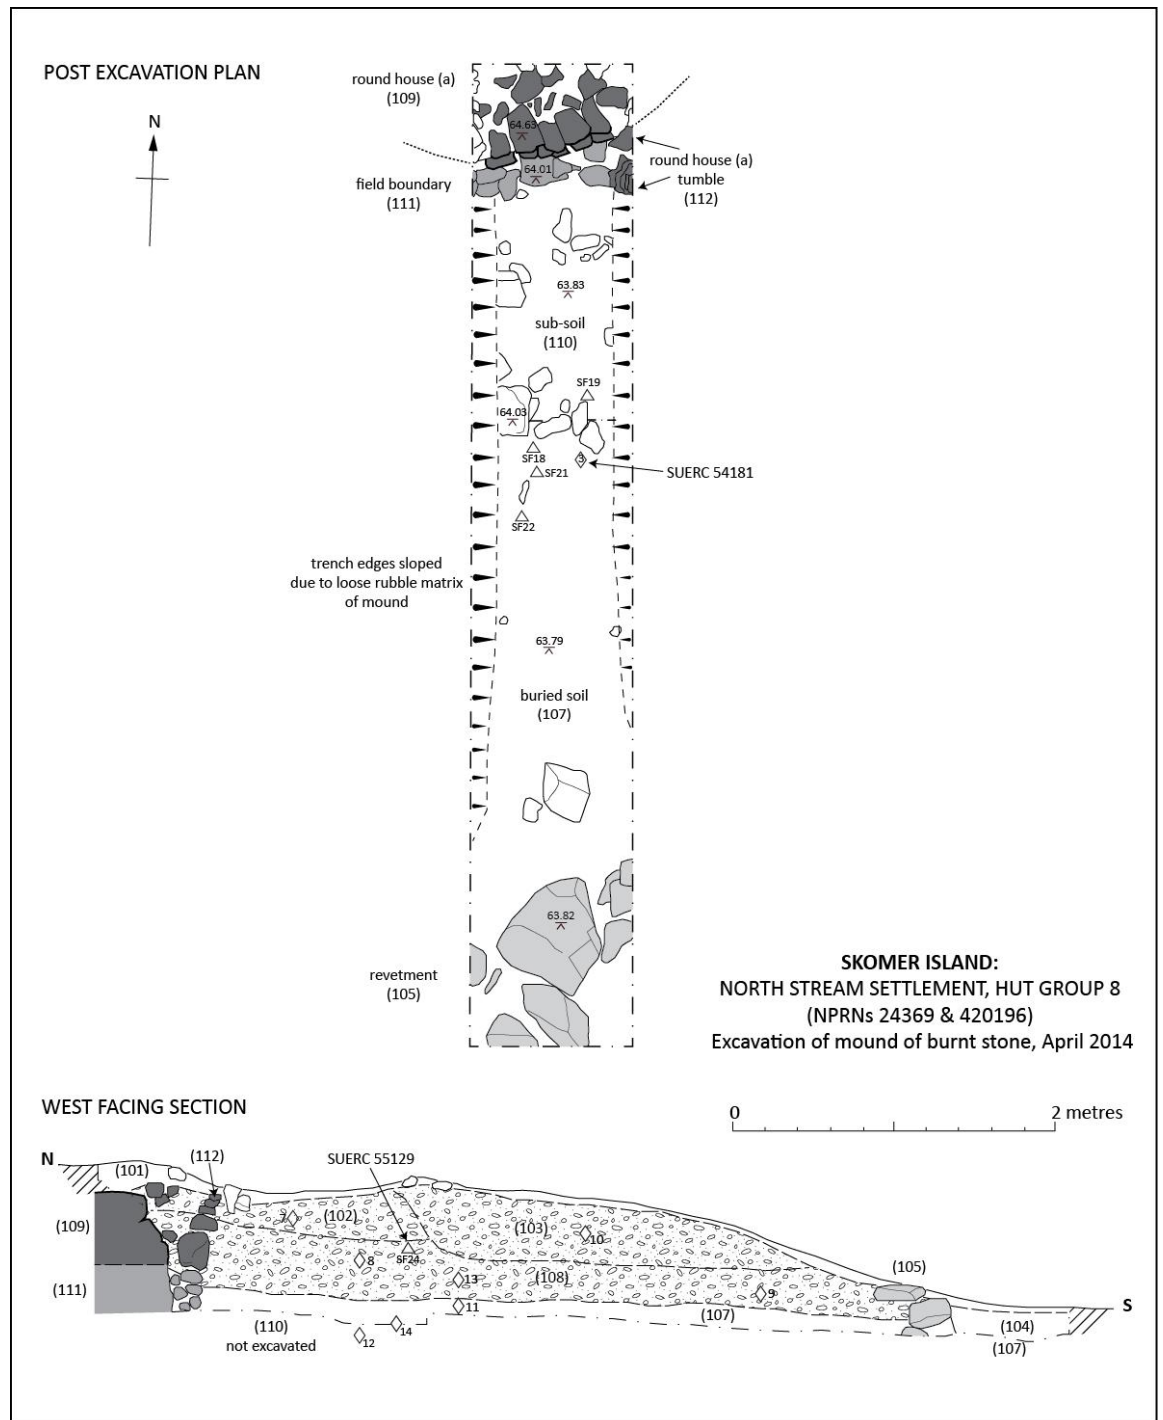 POST EXCAVATION PLAN
N
round house (a)
(109)
64.63
64.01
round house (a)
tumble
(112)
field boundary
(111)
63.83
sub-soil
(110)
SF19
64.03
SF18
3
SF21
SUERC 54181
SF22
trench edges sloped
due to loose rubble matrix
of mound
63.79
buried soil
(107)
63.82
revetment
(105)
SKOMER ISLAND:
NORTH STREAM SETTLEMENT, HUT GROUP 8
(NPRNs 24369 & 420196)
Excavation of mound of burnt stone, April 2014
WEST FACING SECTION
0 2 metres
N
(101)
(112)
SUERC 55129
(109)
7
(102)
(103)
10
8
SF24
13
(108)
9
(105)
(111)
11
(107)
S
(110)
not excavated
14
12
(104)
(107)